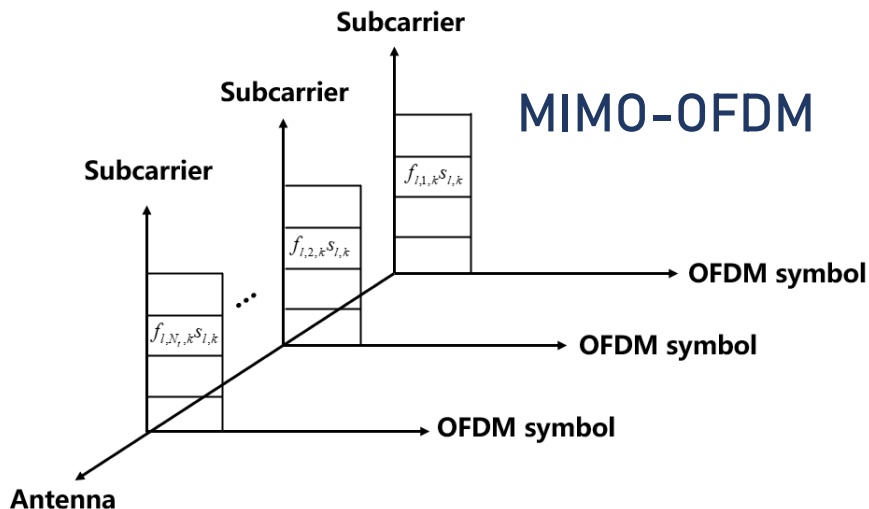 Subcarrier
Subcarrier
MIMO-OFDM
Subcarrier
f_{l,1,k}s_{l,k}
f_{l,2,k}s_{l,k}
OFDM symbol
...
f_{l,N_t,k}s_{l,k}
OFDM symbol
OFDM symbol
Antenna